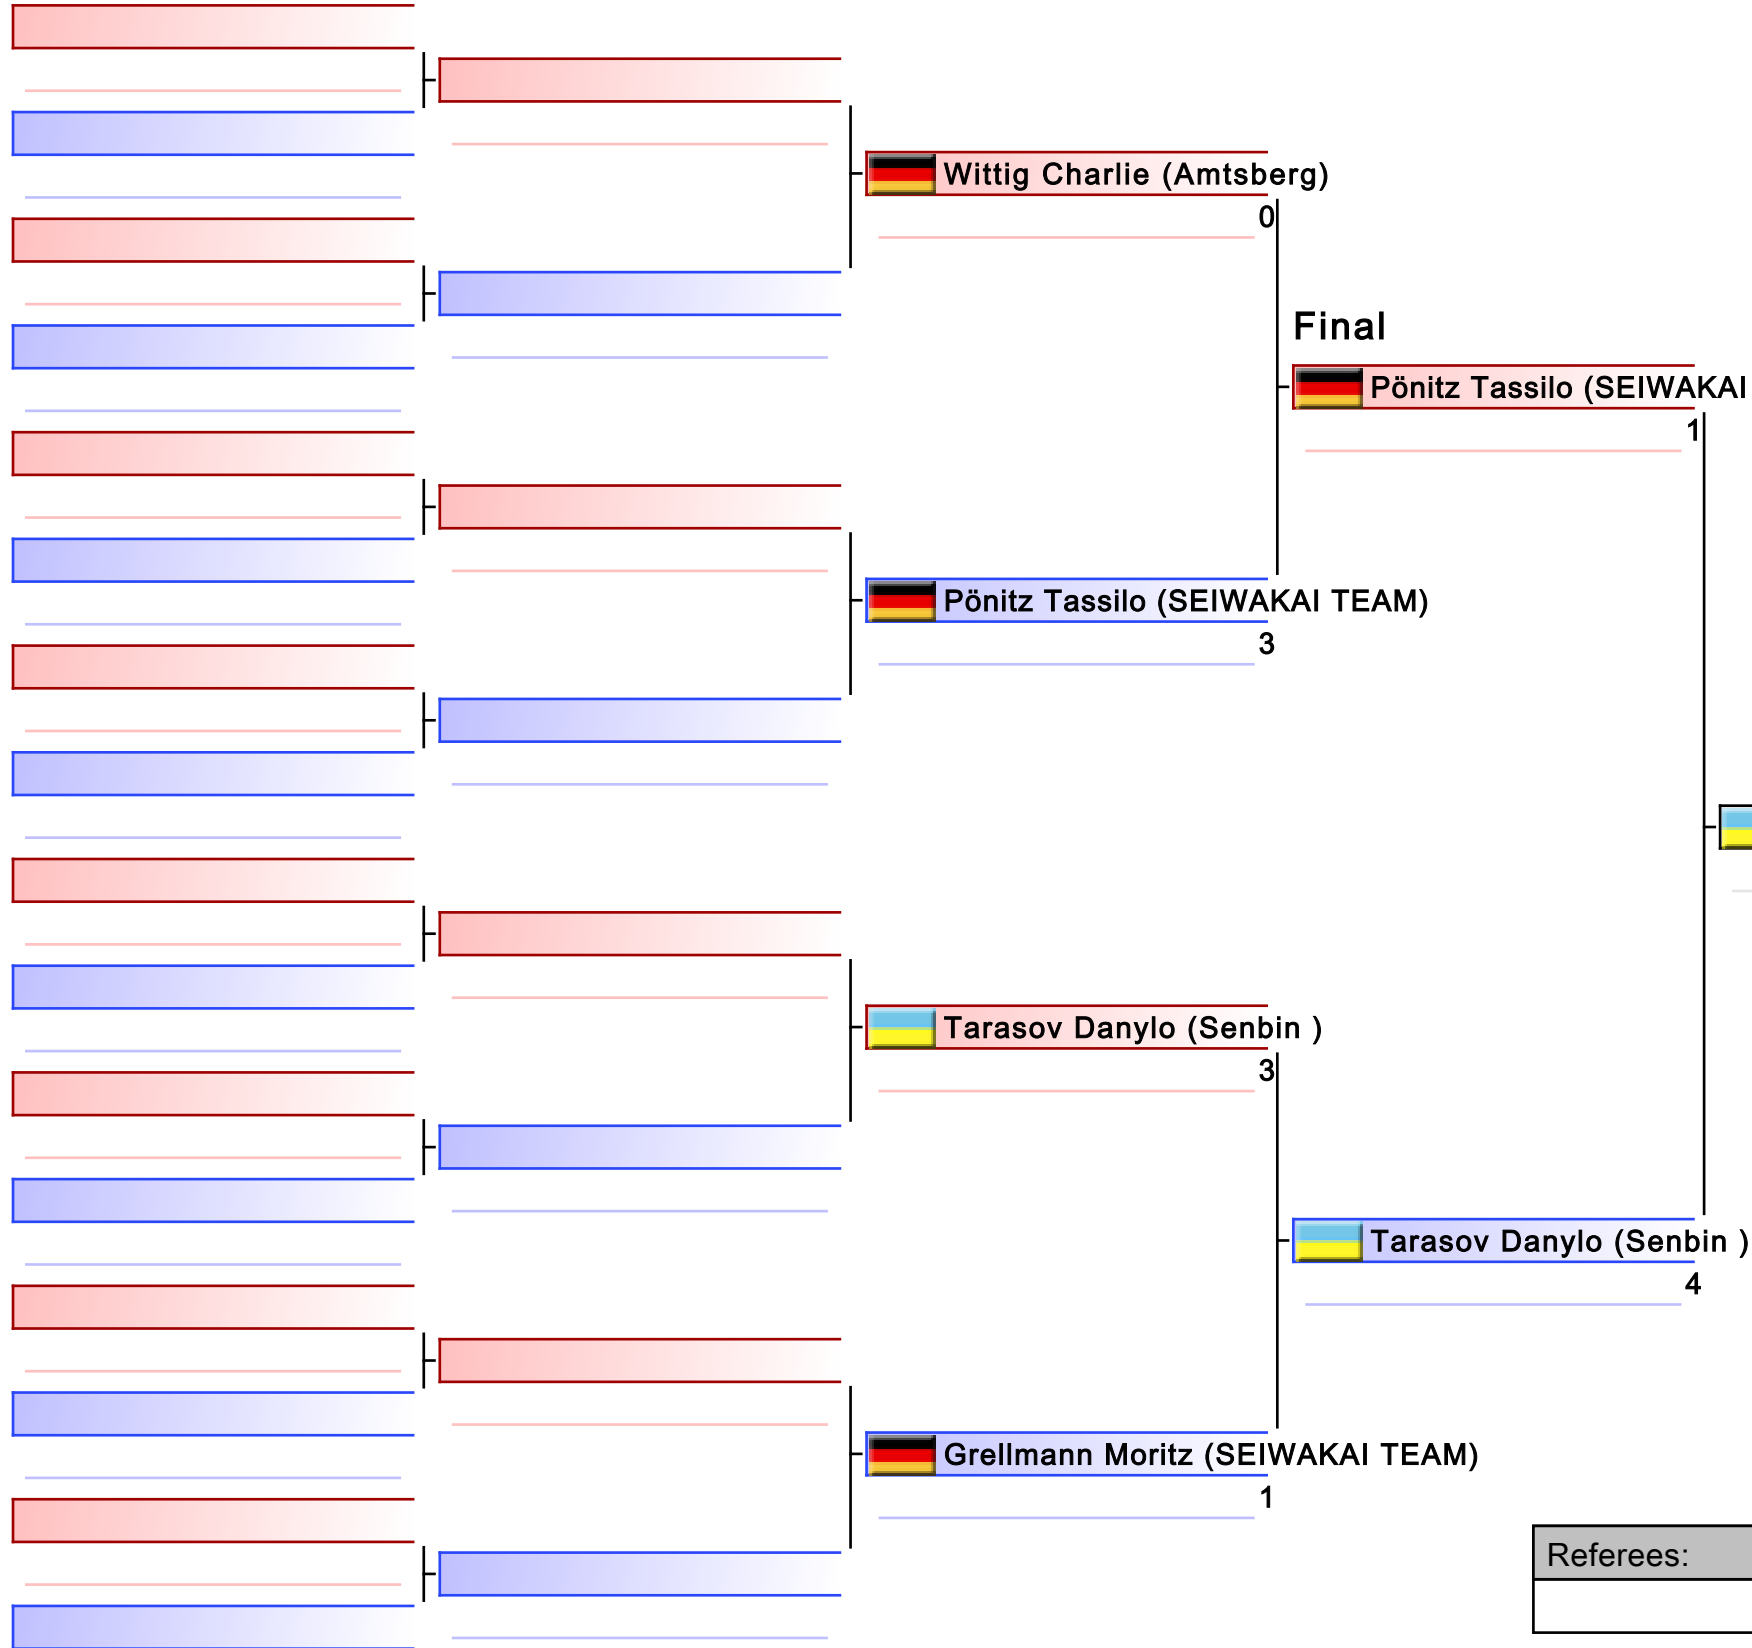 Wittig Charlie (Amtsberg)
0
Final
Pönitz Tassilo (SEIWAKAI
1
Pönitz Tassilo (SEIWAKAI TEAM)
3
Tarasov Danylo (Senbin )
3
Tarasov Danylo (Senbin )
4
Grellmann Moritz (SEIWAKAI TEAM)
1
Referees: